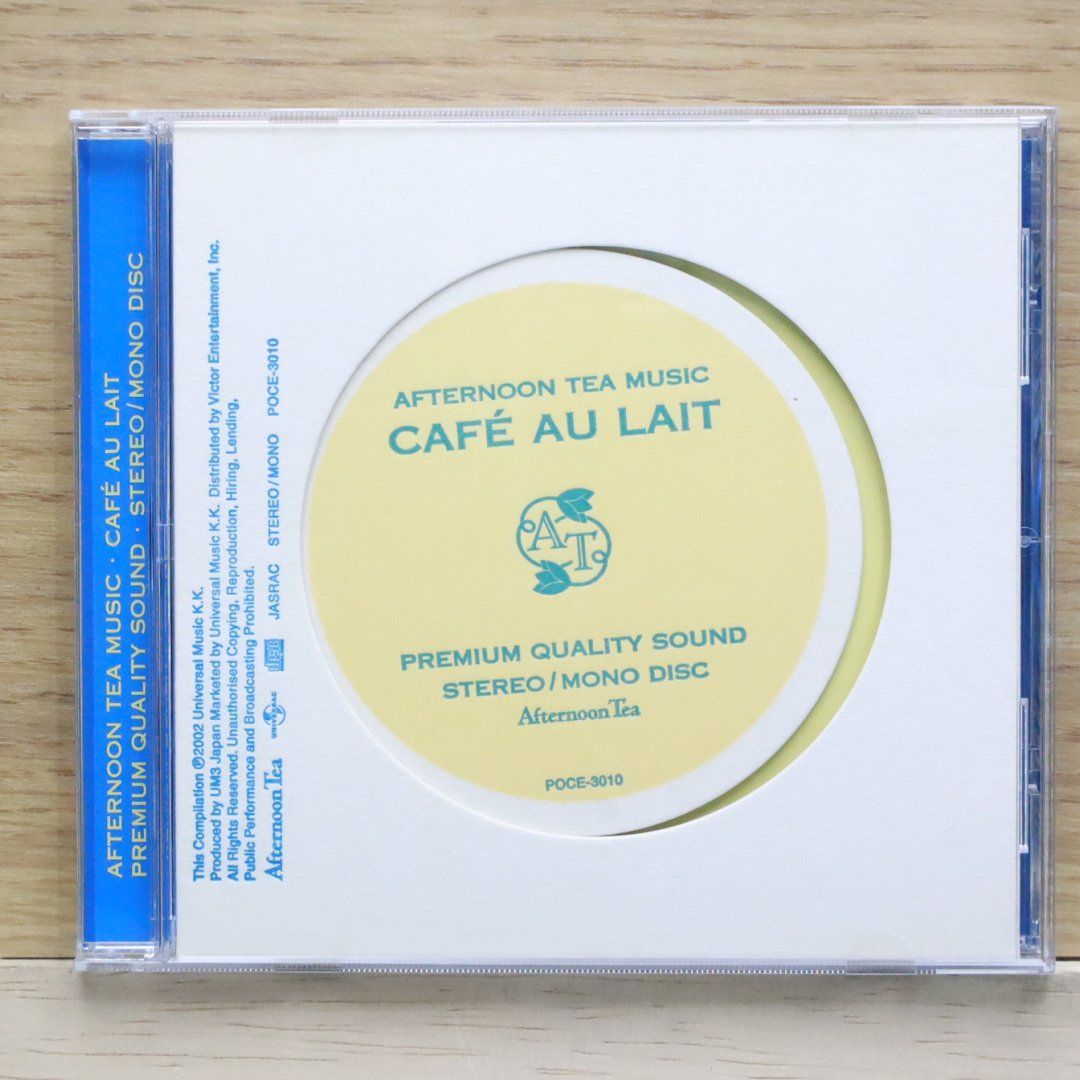 AFTERNOON TEA MUSIC · CAFÉ AU LAIT
PREMIUM QUALITY SOUND · STEREO/MONO DISC
This Compilation ℗2002 Universal Music K.K.
Produced by UM3 Japan Marketed by Universal Music K.K. Distributed by Victor Entertainment, Inc.
All Rights Reserved. Unauthorised Copying, Reproduction, Hiring, Lending,
Public Performance and Broadcasting Prohibited.
Afternoon Tea UNIVERSAL disc JASRAC STEREO/MONO POCE-3010
AFTERNOON TEA MUSIC
CAFÉ AU LAIT
AT
PREMIUM QUALITY SOUND
STEREO/MONO DISC
Afternoon Tea
POCE-3010